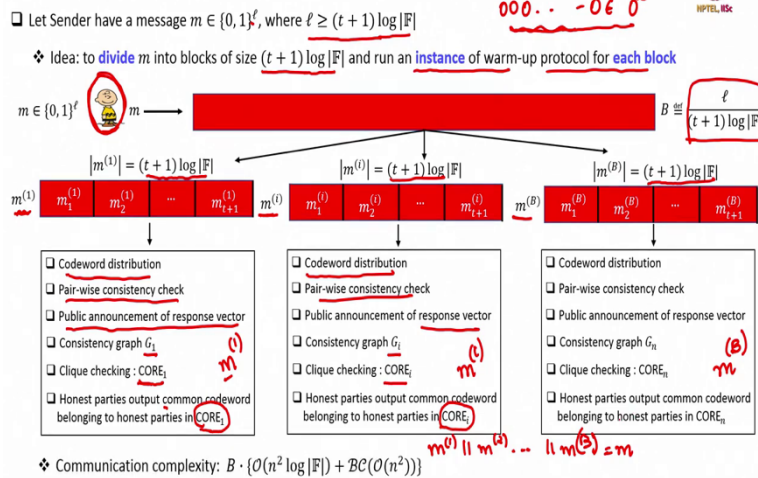 000.. - 0 ∈ 0
NPTEL, IISc
❑ Let Sender have a message m ∈ {0, 1}^ℓ, where ℓ ≥ (t + 1) log|𝔽|
❖ Idea: to divide m into blocks of size (t + 1) log|𝔽| and run an instance of warm-up protocol for each block
m ∈ {0, 1}^ℓ m B ≝ ℓ / (t + 1) log|𝔽|
|m^(1)| = (t + 1) log|𝔽| |m^(i)| = (t + 1) log|𝔽| |m^(B)| = (t + 1) log|𝔽|
m^(1) m_1^(1) m_2^(1) ... m_{t+1}^(1) m^(i) m_1^(i) m_2^(i) ... m_{t+1}^(i) m^(B) m_1^(B) m_2^(B) ... m_{t+1}^(B)
❑ Codeword distribution
❑ Pair-wise consistency check
❑ Public announcement of response vector
❑ Consistency graph G_1
❑ Clique checking : CORE_1
❑ Honest parties output common codeword
belonging to honest parties in CORE_1
m^(1)
❑ Codeword distribution
❑ Pair-wise consistency check
❑ Public announcement of response vector
❑ Consistency graph G_i
❑ Clique checking : CORE_i
❑ Honest parties output common codeword
belonging to honest parties in CORE_i
m^(i)
❑ Codeword distribution
❑ Pair-wise consistency check
❑ Public announcement of response vector
❑ Consistency graph G_n
❑ Clique checking : CORE_n
❑ Honest parties output common codeword
belonging to honest parties in CORE_n
m^(B)
m^(1) || m^(2) ... || m^(B) = m
❖ Communication complexity: B · {𝒪(n^2 log|𝔽|) + ℬ𝒞(𝒪(n^2))}